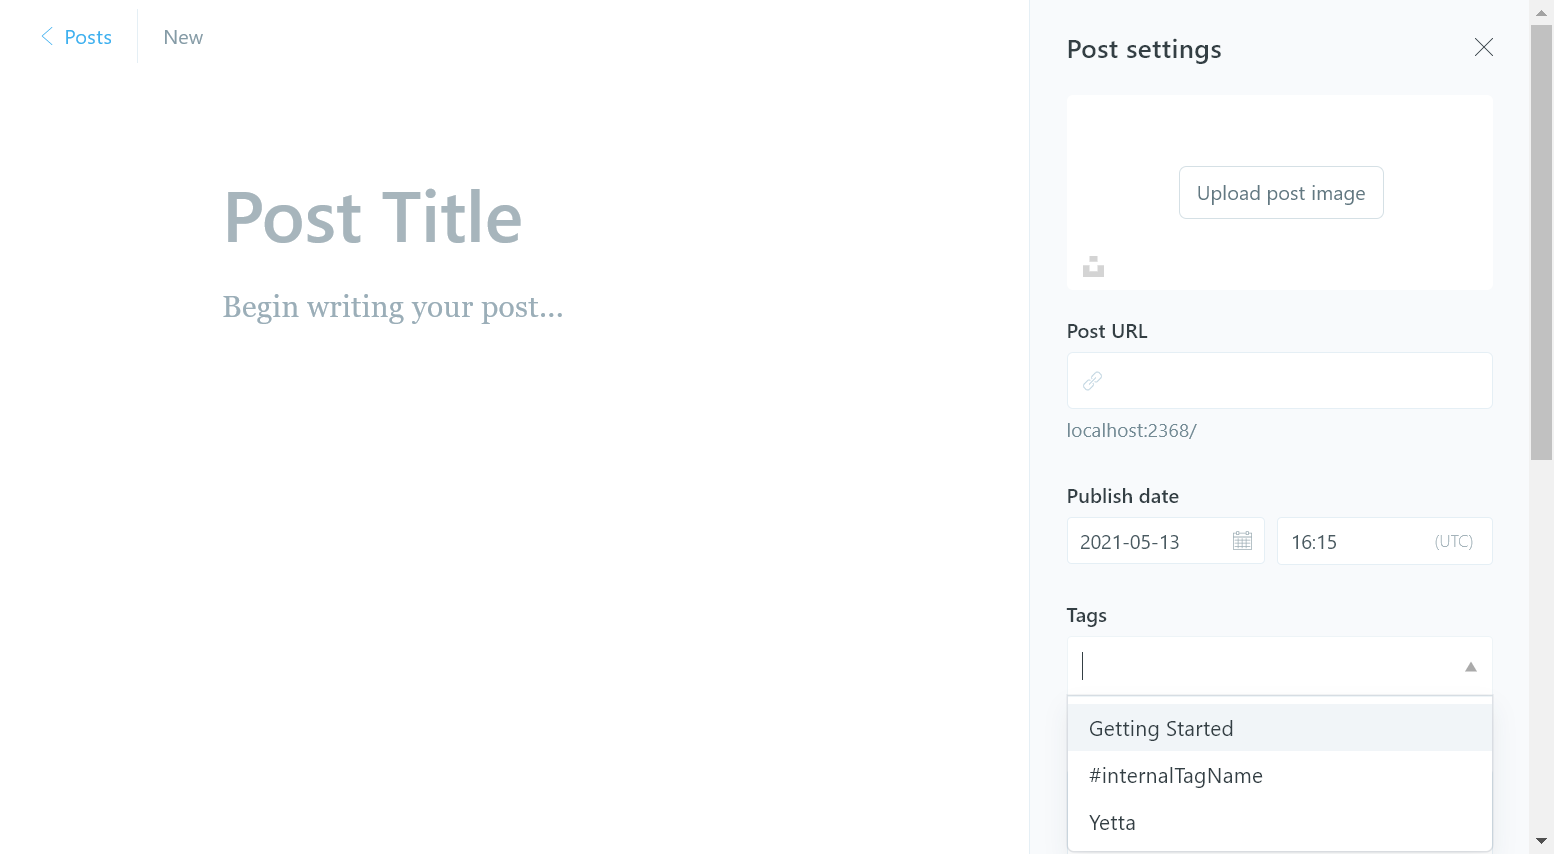 Posts
New
Post Title
Begin writing your post...
Post settings
Upload post image
Post URL
localhost:2368/
Publish date
2021-05-13
16:15 (UTC)
Tags
Getting Started
#internalTagName
Yetta